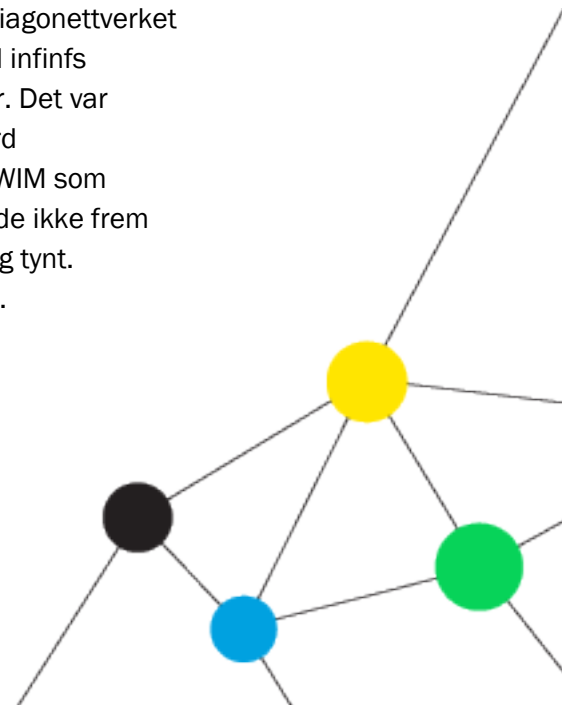 iagonettverket
infinfs
r. Det var
rd
WIM som
de ikke frem
g tynt.
.